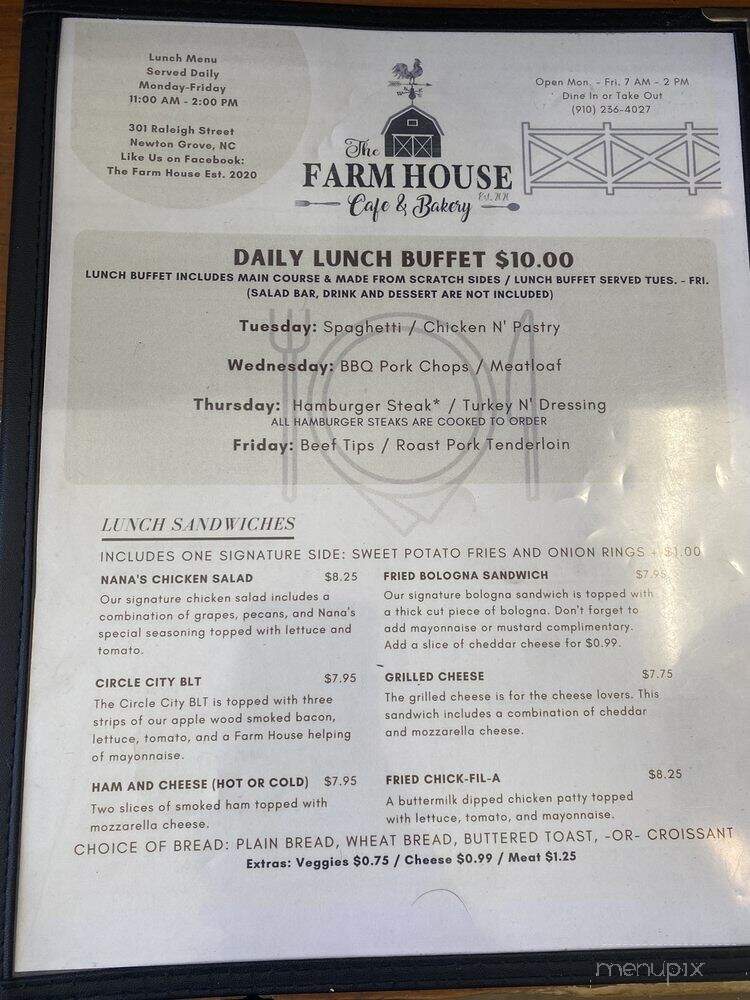 Lunch Menu
Served Daily
Monday-Friday
11:00 AM - 2:00 PM
301 Raleigh Street
Newton Grove, NC
Like Us on Facebook:
The Farm House Est. 2020
The
FARM HOUSE
Est. 2020
Cafe & Bakery
Open Mon. - Fri. 7 AM - 2 PM
Dine In or Take Out
(910) 236-4027
DAILY LUNCH BUFFET $10.00
LUNCH BUFFET INCLUDES MAIN COURSE & MADE FROM SCRATCH SIDES / LUNCH BUFFET SERVED TUES. - FRI.
(SALAD BAR, DRINK AND DESSERT ARE NOT INCLUDED)
Tuesday: Spaghetti / Chicken N' Pastry
Wednesday: BBQ Pork Chops / Meatloaf
Thursday: Hamburger Steak* / Turkey N' Dressing
ALL HAMBURGER STEAKS ARE COOKED TO ORDER
Friday: Beef Tips / Roast Pork Tenderloin
LUNCH SANDWICHES
INCLUDES ONE SIGNATURE SIDE: SWEET POTATO FRIES AND ONION RINGS + $1.00
NANA'S CHICKEN SALAD $8.25
Our signature chicken salad includes a
combination of grapes, pecans, and Nana's
special seasoning topped with lettuce and
tomato.
CIRCLE CITY BLT $7.95
The Circle City BLT is topped with three
strips of our apple wood smoked bacon,
lettuce, tomato, and a Farm House helping
of mayonnaise.
HAM AND CHEESE (HOT OR COLD) $7.95
Two slices of smoked ham topped with
mozzarella cheese.
FRIED BOLOGNA SANDWICH $7.95
Our signature bologna sandwich is topped with
a thick cut piece of bologna. Don't forget to
add mayonnaise or mustard complimentary.
Add a slice of cheddar cheese for $0.99.
GRILLED CHEESE $7.75
The grilled cheese is for the cheese lovers. This
sandwich includes a combination of cheddar
and mozzarella cheese.
FRIED CHICK-FIL-A $8.25
A buttermilk dipped chicken patty topped
with lettuce, tomato, and mayonnaise.
CHOICE OF BREAD: PLAIN BREAD, WHEAT BREAD, BUTTERED TOAST, -OR- CROISSANT
Extras: Veggies $0.75 / Cheese $0.99 / Meat $1.25
menupix